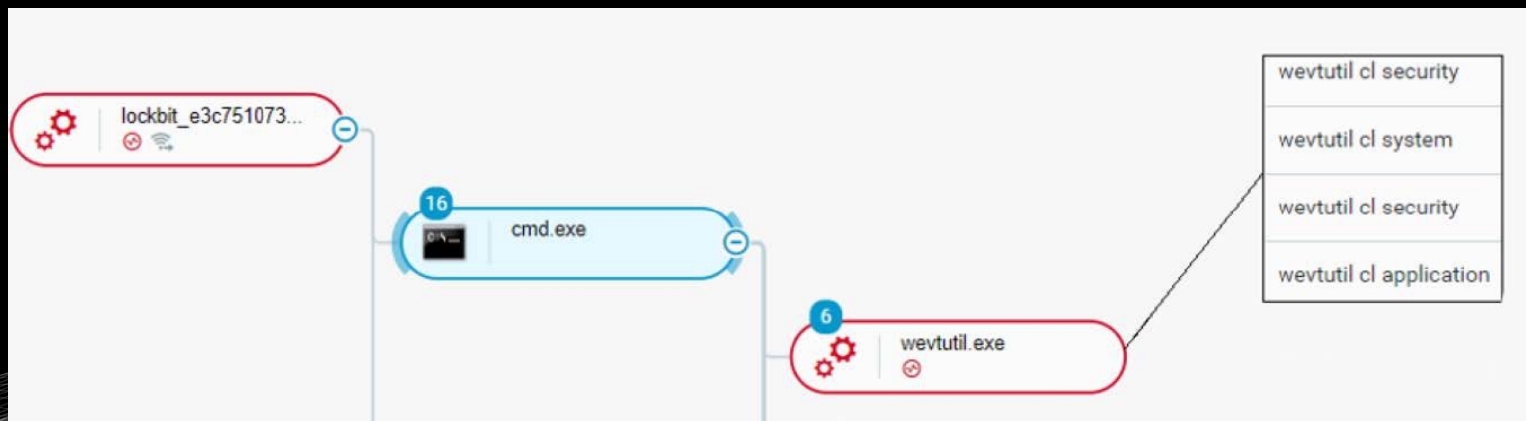 lockbit_e3c751073...
16
cmd.exe
6
wevtutil.exe
wevtutil cl security
wevtutil cl system
wevtutil cl security
wevtutil cl application